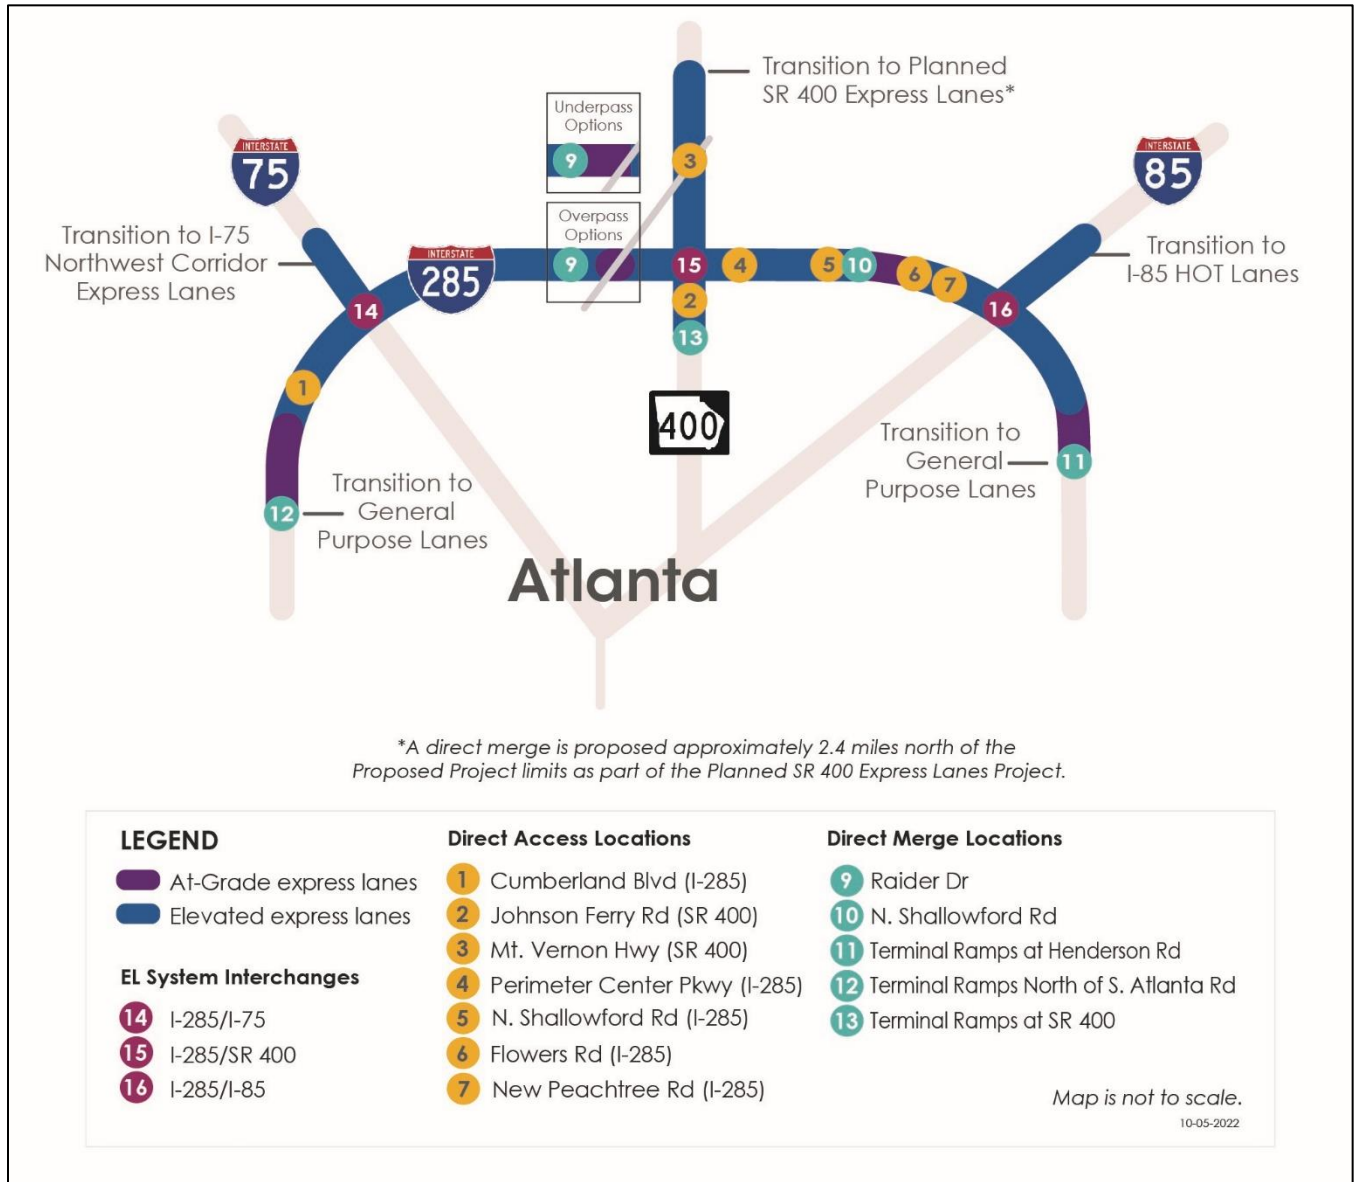 Transition to Planned
SR 400 Express Lanes*
Underpass
Options
9
3
INTERSTATE
75
INTERSTATE
85
Transition to I-75
Northwest Corridor
Express Lanes
Overpass
Options
9
INTERSTATE
285
15
4
5
10
6
7
Transition to
I-85 HOT Lanes
14
2
16
13
1
400
Transition to
General
Purpose Lanes
11
Transition to
General
Purpose Lanes
12
Atlanta
*A direct merge is proposed approximately 2.4 miles north of the
Proposed Project limits as part of the Planned SR 400 Express Lanes Project.
LEGEND
At-Grade express lanes
Elevated express lanes
EL System Interchanges
14 I-285/I-75
15 I-285/SR 400
16 I-285/I-85
Direct Access Locations
1 Cumberland Blvd (I-285)
2 Johnson Ferry Rd (SR 400)
3 Mt. Vernon Hwy (SR 400)
4 Perimeter Center Pkwy (I-285)
5 N. Shallowford Rd (I-285)
6 Flowers Rd (I-285)
7 New Peachtree Rd (I-285)
Direct Merge Locations
9 Raider Dr
10 N. Shallowford Rd
11 Terminal Ramps at Henderson Rd
12 Terminal Ramps North of S. Atlanta Rd
13 Terminal Ramps at SR 400
Map is not to scale.
10-05-2022